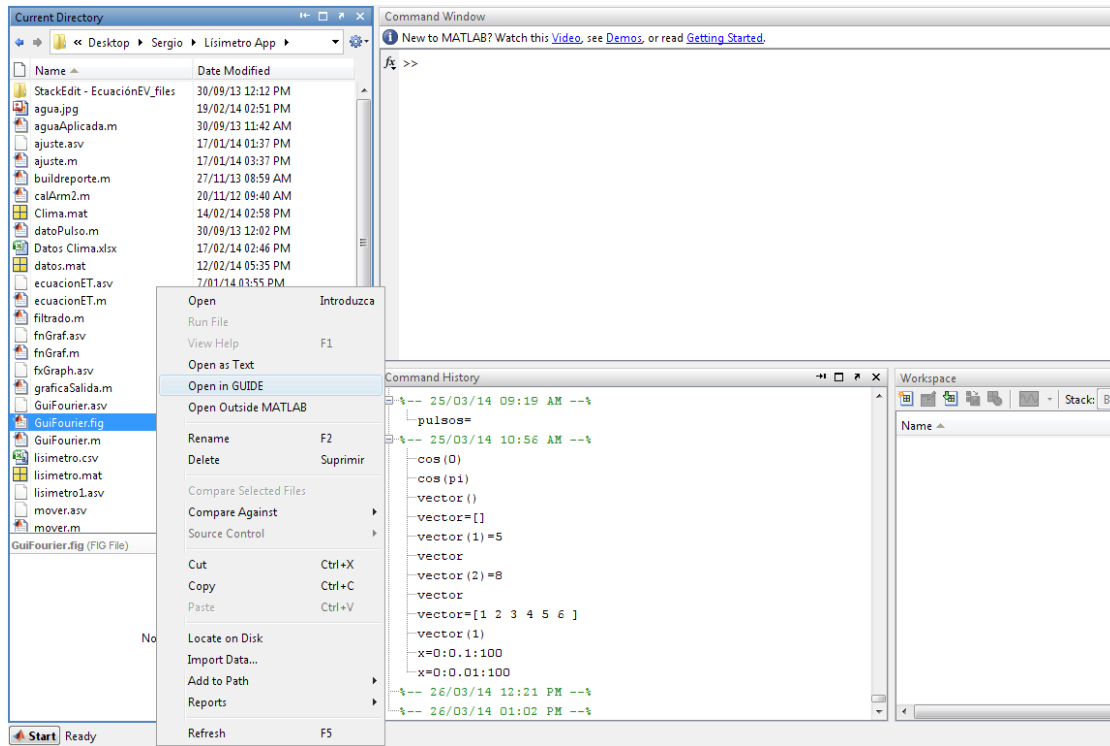 Current Directory
« Desktop Sergio Lísimetro App
Name Date Modified
StackEdit - EcuaciónEV_files 30/09/13 12:12 PM
agua.jpg 19/02/14 02:51 PM
aguaAplicada.m 30/09/13 11:42 AM
ajuste.asv 17/01/14 01:37 PM
ajuste.m 17/01/14 03:37 PM
buildreporte.m 27/11/13 08:59 AM
calArm2.m 20/11/12 09:40 AM
Clima.mat 14/02/14 02:58 PM
datoPulso.m 30/09/13 12:02 PM
Datos Clima.xlsx 17/02/14 02:46 PM
datos.mat 12/02/14 05:35 PM
ecuacionET.asv 7/01/14 03:55 PM
ecuacionET.m
filtrado.m
fnGraf.asv
fnGraf.m
fxGraph.asv
graficaSalida.m
GuiFourier.asv
GuiFourier.fig
GuiFourier.m
lisimetro.csv
lisimetro.mat
lisimetro1.asv
mover.asv
mover.m
GuiFourier.fig (FIG File)
No
Start Ready
Open Introduzca
Run File
View Help F1
Open as Text
Open in GUIDE
Open Outside MATLAB
Rename F2
Delete Suprimir
Compare Selected Files
Compare Against
Source Control
Cut Ctrl+X
Copy Ctrl+C
Paste Ctrl+V
Locate on Disk
Import Data...
Add to Path
Reports
Refresh F5
Command Window
New to MATLAB? Watch this Video, see Demos, or read Getting Started.
fx >>
Command History
%-- 25/03/14 09:19 AM --%
pulsos=
%-- 25/03/14 10:56 AM --%
cos(0)
cos(pi)
vector()
vector=[]
vector(1)=5
vector
vector(2)=8
vector
vector=[1 2 3 4 5 6 ]
vector(1)
x=0:0.1:100
x=0:0.01:100
%-- 26/03/14 12:21 PM --%
%-- 26/03/14 01:02 PM --%
Workspace
Stack: B
Name